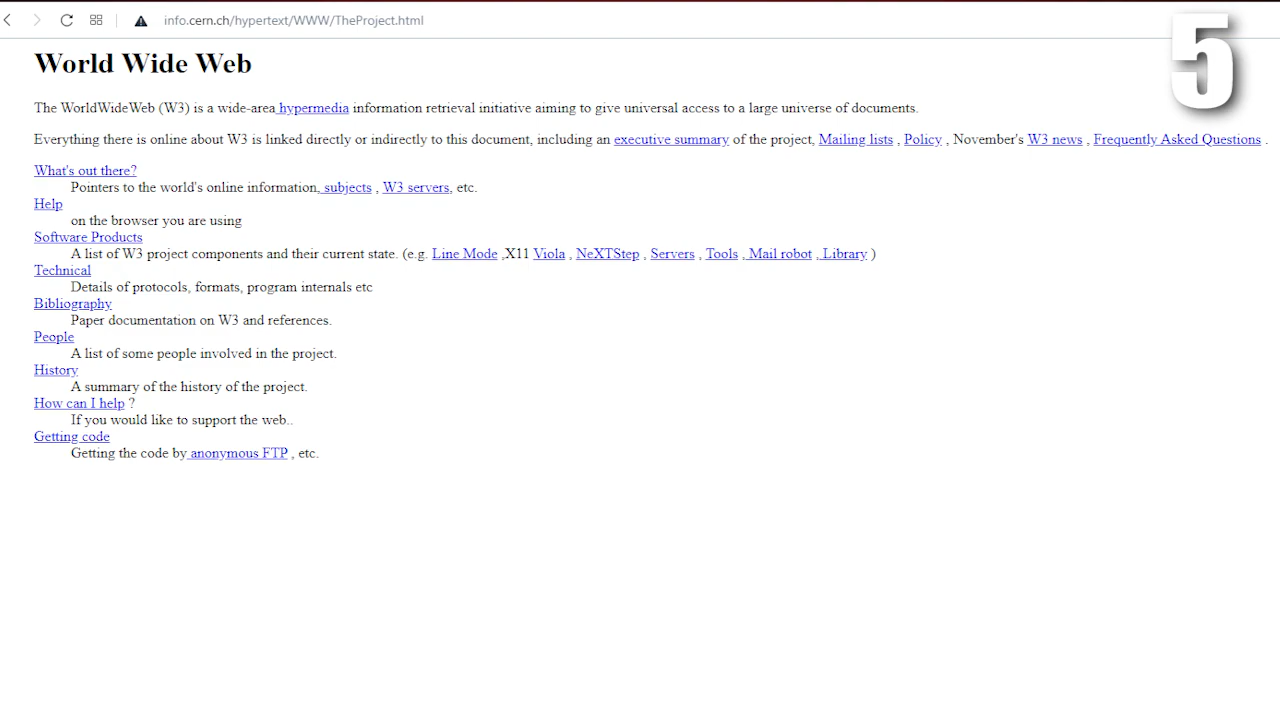 info.cern.ch/hypertext/WWW/TheProject.html
5
World Wide Web
The WorldWideWeb (W3) is a wide-area hypermedia information retrieval initiative aiming to give universal access to a large universe of documents.
Everything there is online about W3 is linked directly or indirectly to this document, including an executive summary of the project, Mailing lists , Policy , November's W3 news , Frequently Asked Questions .
What's out there?
Pointers to the world's online information, subjects , W3 servers, etc.
Help
on the browser you are using
Software Products
A list of W3 project components and their current state. (e.g. Line Mode ,X11 Viola , NeXTStep , Servers , Tools , Mail robot , Library )
Technical
Details of protocols, formats, program internals etc
Bibliography
Paper documentation on W3 and references.
People
A list of some people involved in the project.
History
A summary of the history of the project.
How can I help ?
If you would like to support the web..
Getting code
Getting the code by anonymous FTP , etc.